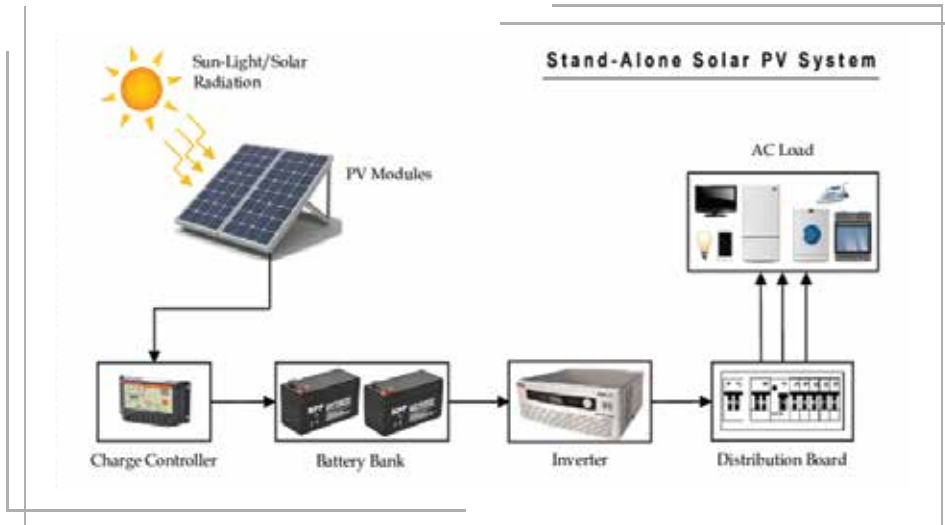 Stand-Alone Solar PV System
Sun-Light/Solar
Radiation
PV Modules
AC Load
Charge Controller
Battery Bank
Inverter
Distribution Board